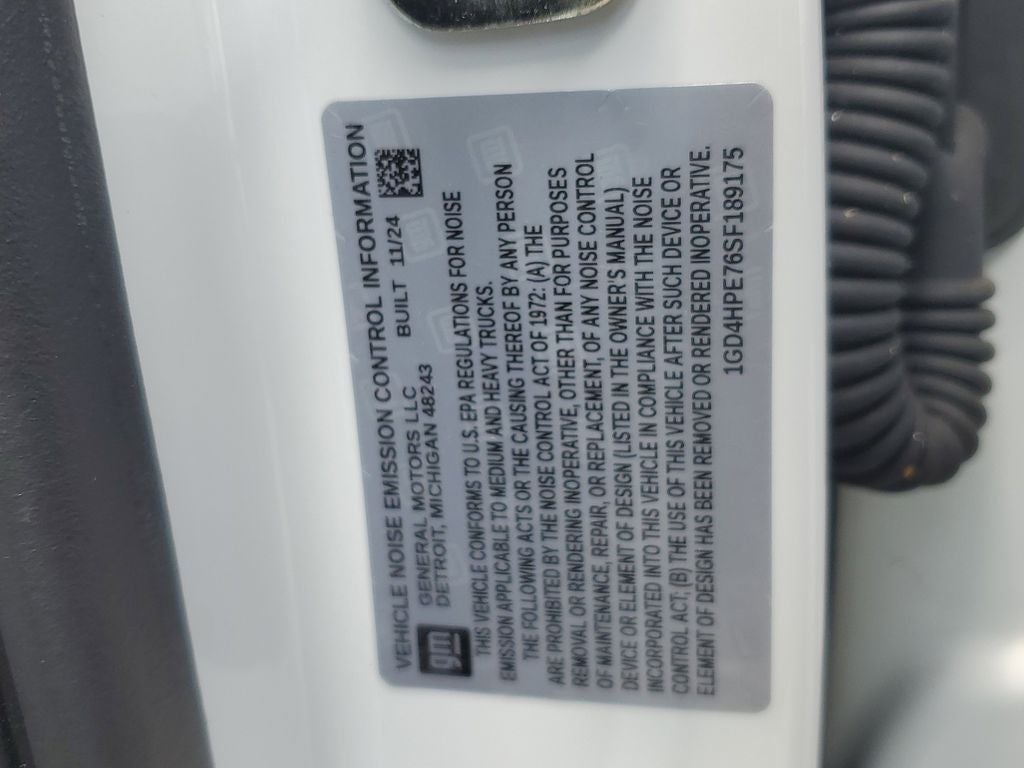 VEHICLE NOISE EMISSION CONTROL INFORMATION
gm
GENERAL MOTORS LLC
DETROIT, MICHIGAN 48243
BUILT 11/24
THIS VEHICLE CONFORMS TO U.S. EPA REGULATIONS FOR NOISE
EMISSION APPLICABLE TO MEDIUM AND HEAVY TRUCKS.
THE FOLLOWING ACTS OR THE CAUSING THEREOF BY ANY PERSON
ARE PROHIBITED BY THE NOISE CONTROL ACT OF 1972: (A) THE
REMOVAL OR RENDERING INOPERATIVE, OTHER THAN FOR PURPOSES
OF MAINTENANCE, REPAIR, OR REPLACEMENT, OF ANY NOISE CONTROL
DEVICE OR ELEMENT OF DESIGN (LISTED IN THE OWNER'S MANUAL)
INCORPORATED INTO THIS VEHICLE IN COMPLIANCE WITH THE NOISE
CONTROL ACT, (B) THE USE OF THIS VEHICLE AFTER SUCH DEVICE OR
ELEMENT OF DESIGN HAS BEEN REMOVED OR RENDERED INOPERATIVE.
1GD4HPE76SF189175